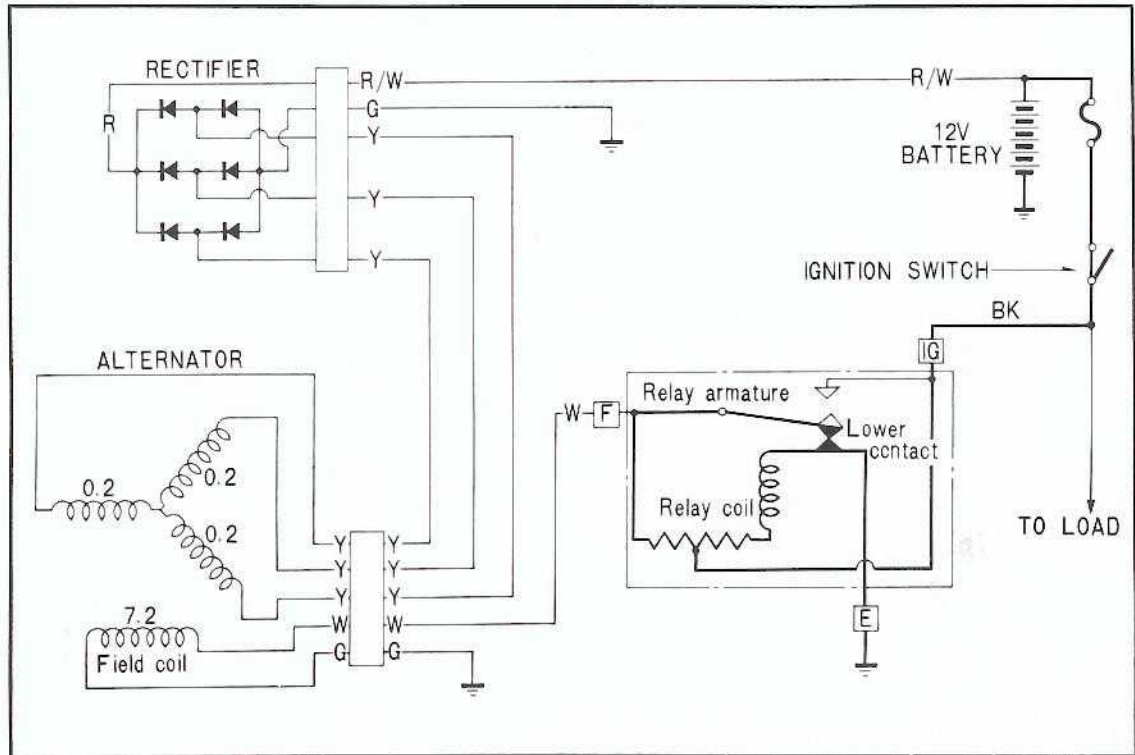 RECTIFIER
R/W
R/W
G
R
Y
12V
BATTERY
Y
Y
IGNITION SWITCH
BK
ALTERNATOR
IG
Relay armature
W
F
Lower
contact
0.2
0.2
0.2
Relay coil
TO LOAD
Y
Y
Y
Y
Y
Y
7.2
W
W
E
Field coil
G
G